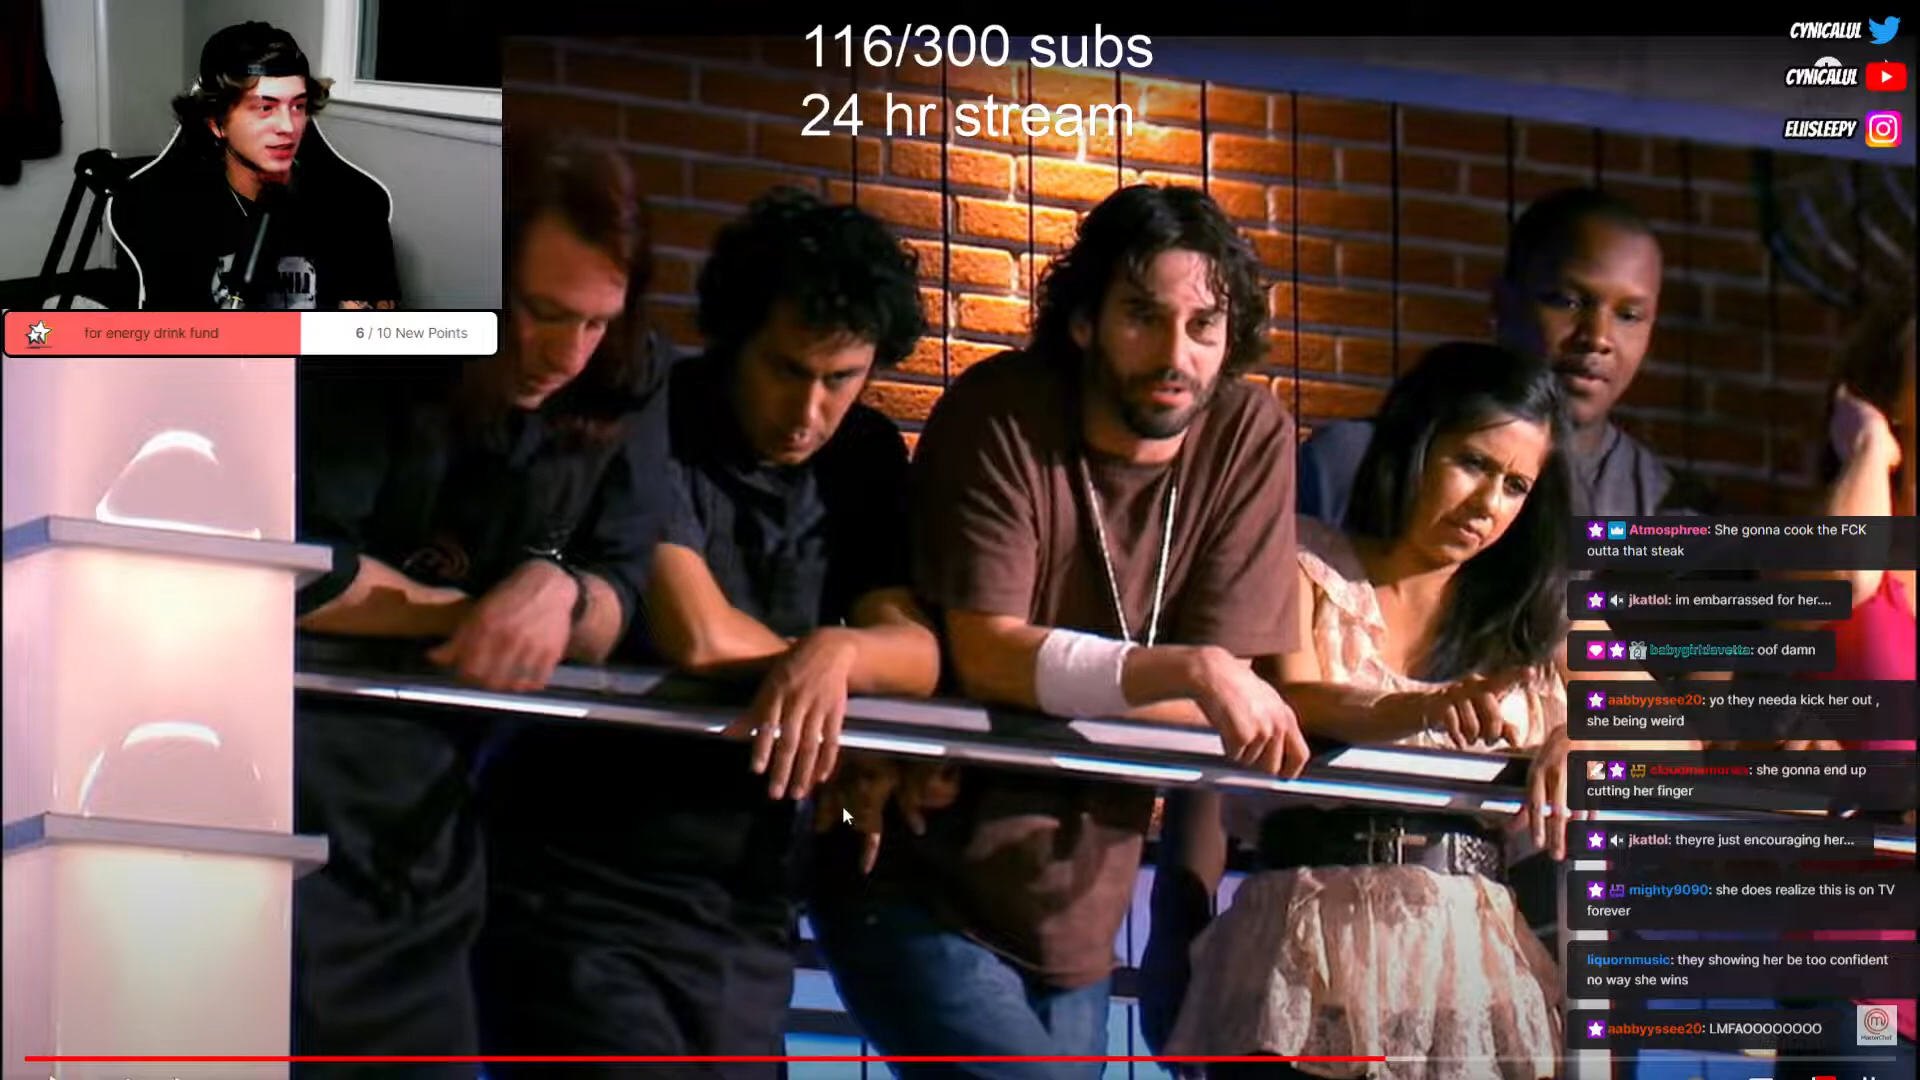 116/300 subs
24 hr stream
CYNICALUL
CYNICALUL
ELIISLEEPY
for energy drink fund
6 / 10 New Points
Atmosphree: She gonna cook the FCK
outta that steak
jkatlol: im embarrassed for her....
babygirldavetta: oof damn
aabbyyssee20: yo they needa kick her out ,
she being weird
cloudmemories: she gonna end up
cutting her finger
jkatlol: theyre just encouraging her...
mighty9090: she does realize this is on TV
forever
liquornmusic: they showing her be too confident
no way she wins
aabbyyssee20: LMFAOOOOOOOO
MasterChef